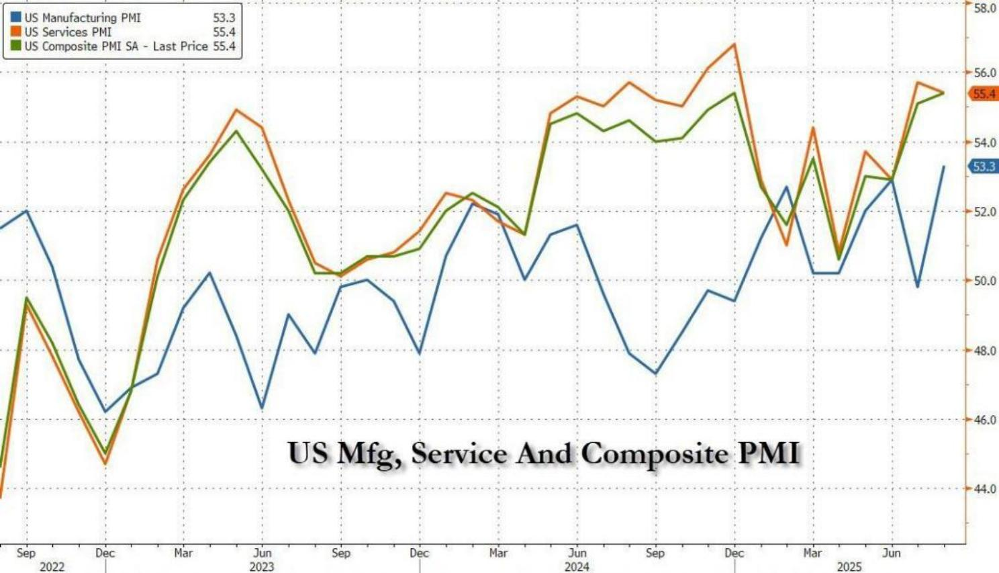 US Manufacturing PMI 53.3
US Services PMI 55.4
US Composite PMI SA - Last Price 55.4
58.0
56.0
55.4
54.0
53.3
52.0
50.0
48.0
46.0
44.0
US Mfg, Service And Composite PMI
Sep Dec Mar Jun Sep Dec Mar Jun Sep Dec Mar Jun
2022 2023 2024 2025